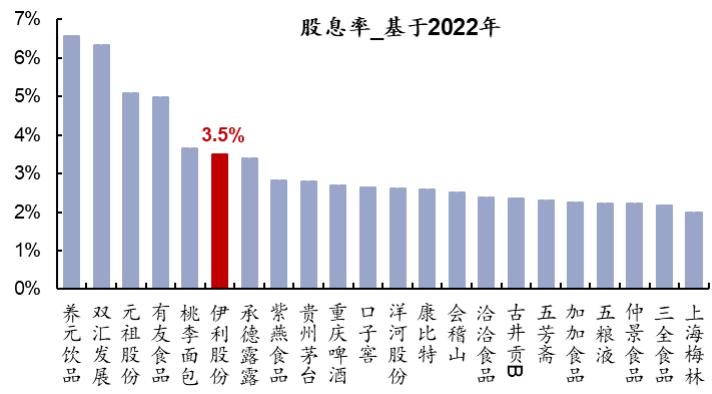 股息率_基于2022年
7%
6%
5%
4%
3%
2%
1%
0%
3.5%
养元饮品
双汇发展
元祖股份
有友食品
桃李面包
伊利股份
承德露露
紫燕食品
贵州茅台
重庆啤酒
口子窖
洋河股份
康比特
会稽山
洽洽食品
古井贡B
五芳斋
加加食品
五粮液
仲景食品
三全食品
上海梅林